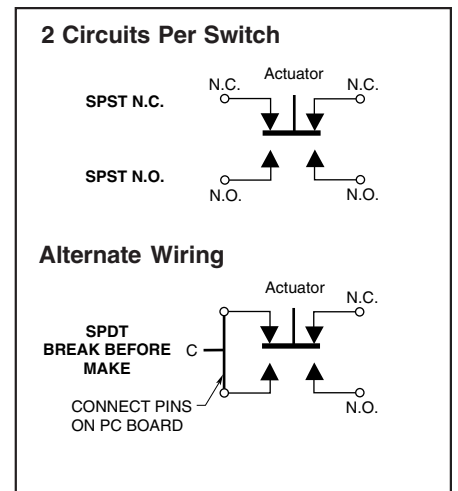 2 Circuits Per Switch
Actuator
N.C.
N.C.
SPST N.C.
SPST N.O.
N.O.
N.O.
Alternate Wiring
Actuator
N.C.
SPDT
BREAK BEFORE
C
MAKE
CONNECT PINS
ON PC BOARD
N.O.